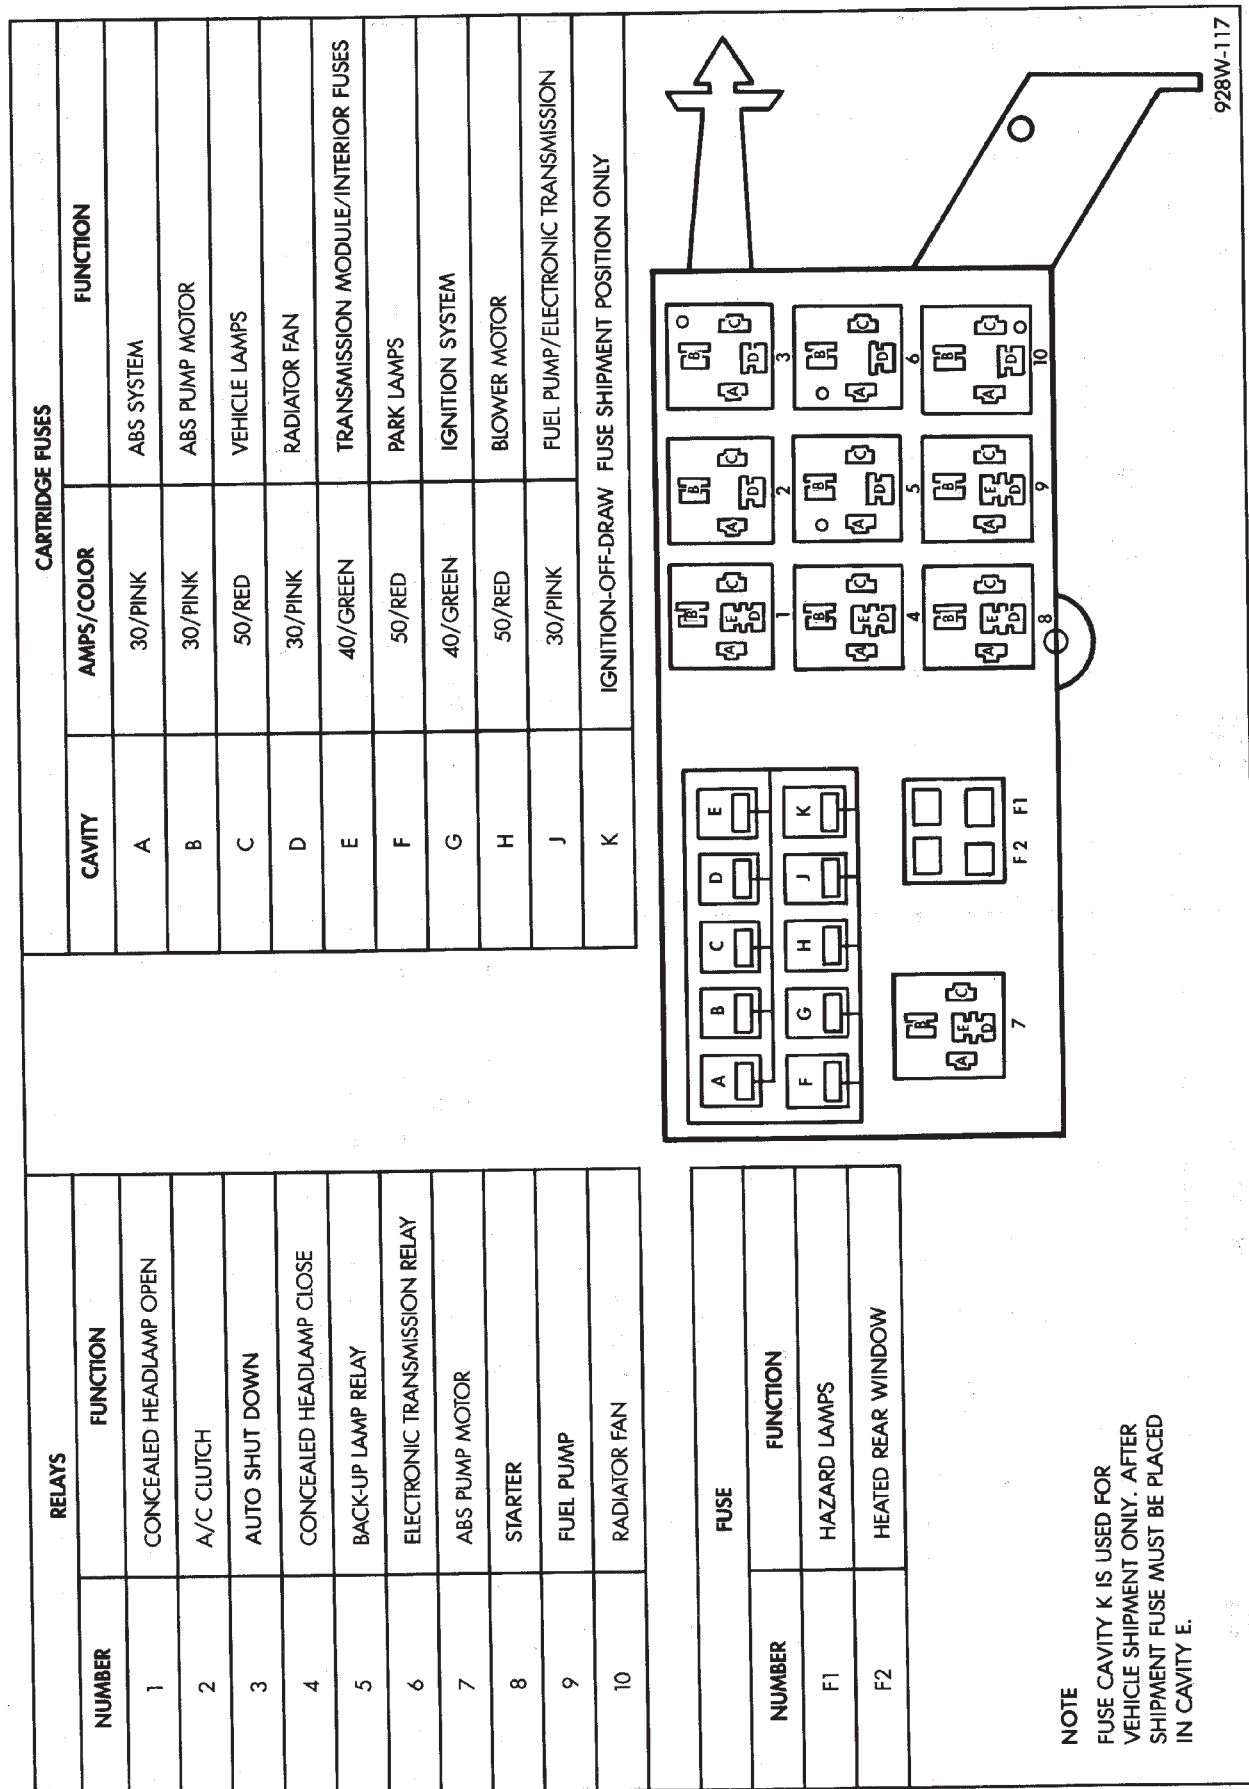 RELAYS
NUMBER FUNCTION
1 CONCEALED HEADLAMP OPEN
2 A/C CLUTCH
3 AUTO SHUT DOWN
4 CONCEALED HEADLAMP CLOSE
5 BACK-UP LAMP RELAY
6 ELECTRONIC TRANSMISSION RELAY
7 ABS PUMP MOTOR
8 STARTER
9 FUEL PUMP
10 RADIATOR FAN
CARTRIDGE FUSES
CAVITY AMPS/COLOR FUNCTION
A 30/PINK ABS SYSTEM
B 30/PINK ABS PUMP MOTOR
C 50/RED VEHICLE LAMPS
D 30/PINK RADIATOR FAN
E 40/GREEN TRANSMISSION MODULE/INTERIOR FUSES
F 50/RED PARK LAMPS
G 40/GREEN IGNITION SYSTEM
H 50/RED BLOWER MOTOR
J 30/PINK FUEL PUMP/ELECTRONIC TRANSMISSION
K IGNITION-OFF-DRAW FUSE SHIPMENT POSITION ONLY
FUSE
NUMBER FUNCTION
F1 HAZARD LAMPS
F2 HEATED REAR WINDOW
NOTE
FUSE CAVITY K IS USED FOR
VEHICLE SHIPMENT ONLY. AFTER
SHIPMENT FUSE MUST BE PLACED
IN CAVITY E.
A B C D E
F G H J K
B
A E C
D
7
F2 F1
B
A E C
D
1
B
A C
D
2
B
A C
D
3
B
A E C
D
4
B
A C
D
5
B
A C
D
6
B
A E C
D
8
B
A E C
D
9
B
A C
D
10
928W-117